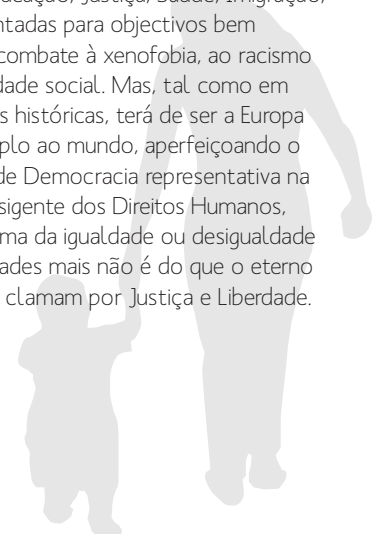 ucação, Justiça, Saúde, Imigração,
ntadas para objectivos bem
combate à xenofobia, ao racismo
dade social. Mas, tal como em
s históricas, terá de ser a Europa
plo ao mundo, aperfeiçoando o
de Democracia representativa na
sigente dos Direitos Humanos,
ma da igualdade ou desigualdade
ades mais não é do que o eterno
clamam por Justiça e Liberdade.